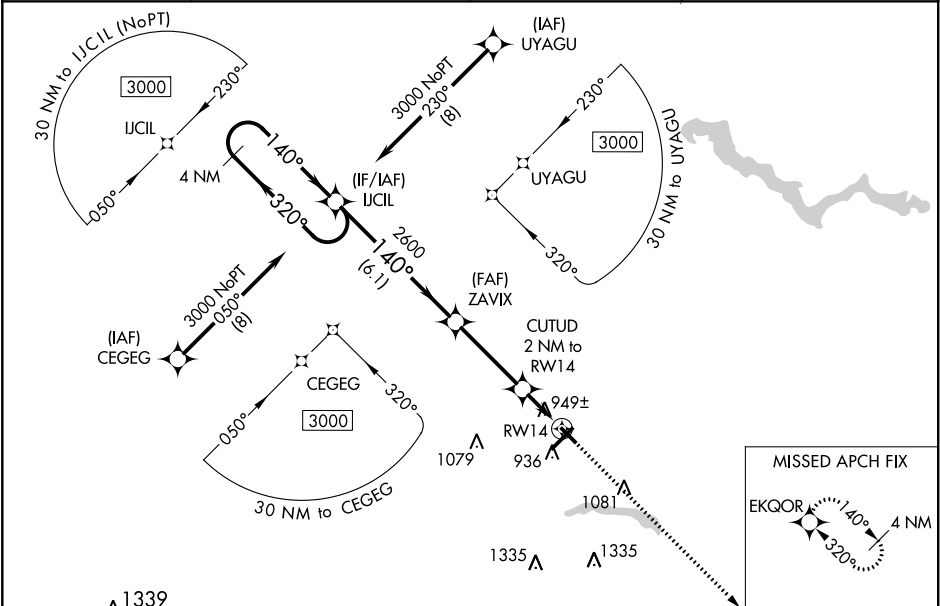 30 NM to IJCIL (NoPT)
3000
230°
IJCIL
050°
(IAF)
UYAGU
3000 NoPT
230°
(8)
140°
4 NM
320°
(IF/IAF)
IJCIL
230°
3000
UYAGU
320°
30 NM to UYAGU
2600
140°
(6.1)
3000 NoPT
050°
(8)
(IAF)
CEGEG
(FAF)
ZAVIX
CUTUD
2 NM to
RW14
CEGEG
3000
050°
320°
30 NM to CEGEG
949±
RW14
1079
936
1081
1335
1335
1339
MISSED APCH FIX
EKQOR
140°
4 NM
320°